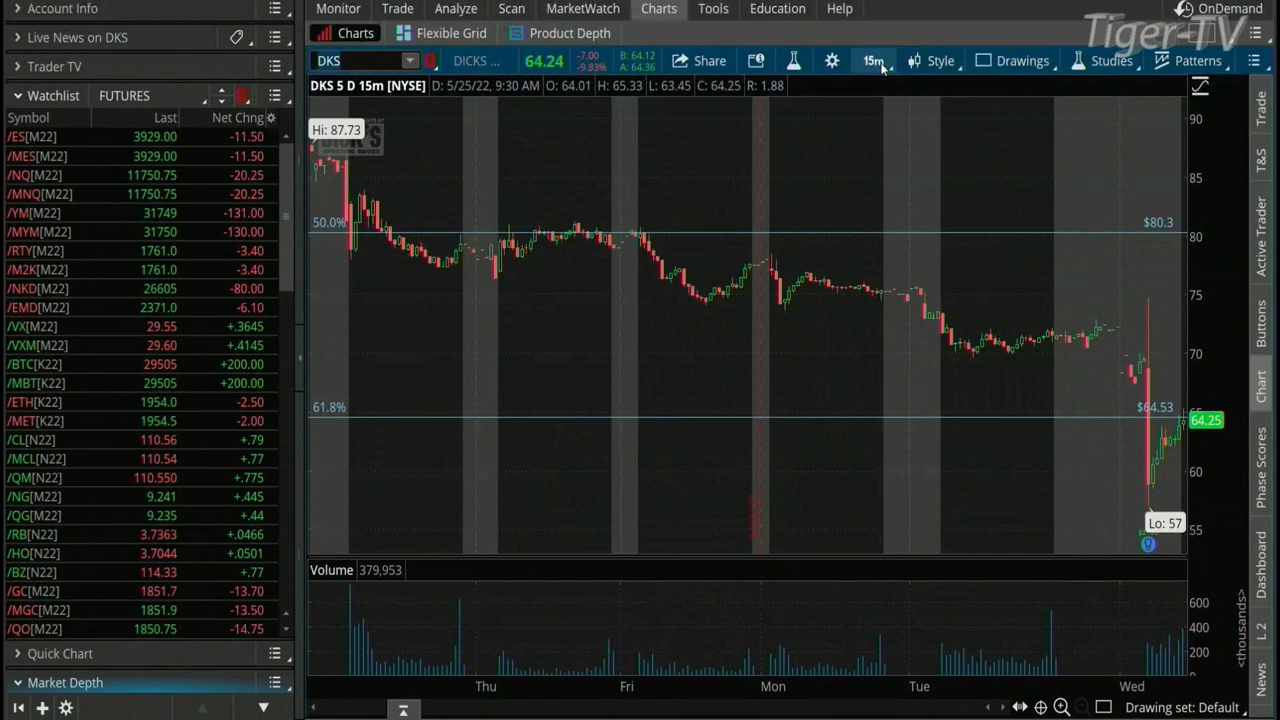 Account Info
Monitor Trade Analyze Scan MarketWatch Charts Tools Education Help
OnDemand
Tiger-TV
Live News on DKS
Charts Flexible Grid Product Depth
Trader TV
DKS DICKS ... 64.24 -7.00 -9.83% B: 64.12 A: 64.36 Share 15m Style Drawings Studies Patterns
Watchlist FUTURES
DKS 5 D 15m [NYSE] D: 5/25/22, 9:30 AM O: 64.01 H: 65.33 L: 63.45 C: 64.25 R: 1.88
Symbol Last Net Chng
/ES[M22] 3929.00 -11.50
/MES[M22] 3929.00 -11.50
/NQ[M22] 11750.75 -20.25
/MNQ[M22] 11750.75 -20.25
/YM[M22] 31749 -131.00
/MYM[M22] 31750 -130.00
/RTY[M22] 1761.0 -3.40
/M2K[M22] 1761.0 -3.40
/NKD[M22] 26605 -80.00
/EMD[M22] 2371.0 -6.10
/VX[M22] 29.55 +.3645
/VXM[M22] 29.60 +.4145
/BTC[K22] 29505 +200.00
/MBT[K22] 29505 +200.00
/ETH[K22] 1954.0 -2.50
/MET[K22] 1954.5 -2.00
/CL[N22] 110.56 +.79
/MCL[N22] 110.54 +.77
/QM[N22] 110.550 +.775
/NG[M22] 9.241 +.445
/QG[M22] 9.235 +.44
/RB[M22] 3.7363 +.0466
/HO[M22] 3.7044 +.0501
/BZ[N22] 114.33 +.77
/GC[M22] 1851.7 -13.70
/MGC[M22] 1851.9 -13.50
/QO[M22] 1850.75 -14.75
Quick Chart
Market Depth
Hi: 87.73
DICK'S
SPORTING GOODS
50.0% $80.3
61.8% $64.53
Lo: 57
90
85
80
75
70
64.25
60
55
Volume 379,953
600
400
200
<thousands>
Thu Fri Mon Tue Wed
Drawing set: Default
Trade
T&S
Active Trader
Buttons
Chart
Phase Scores
Dashboard
L 2
News